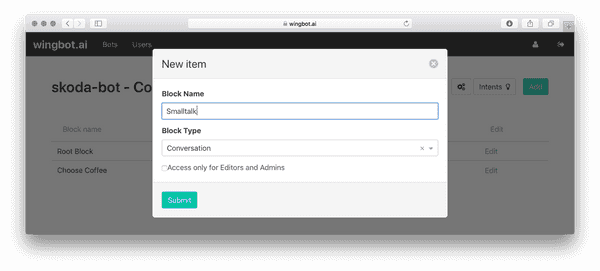 wingbot.ai
wingbot.ai Bots Users
New item
skoda-bot - Co
Intents
Add
Block Name
Smalltalk
Block name
Edit
Block Type
Root Block
Conversation
Edit
Choose Coffee
Access only for Editors and Admins
Edit
Submit